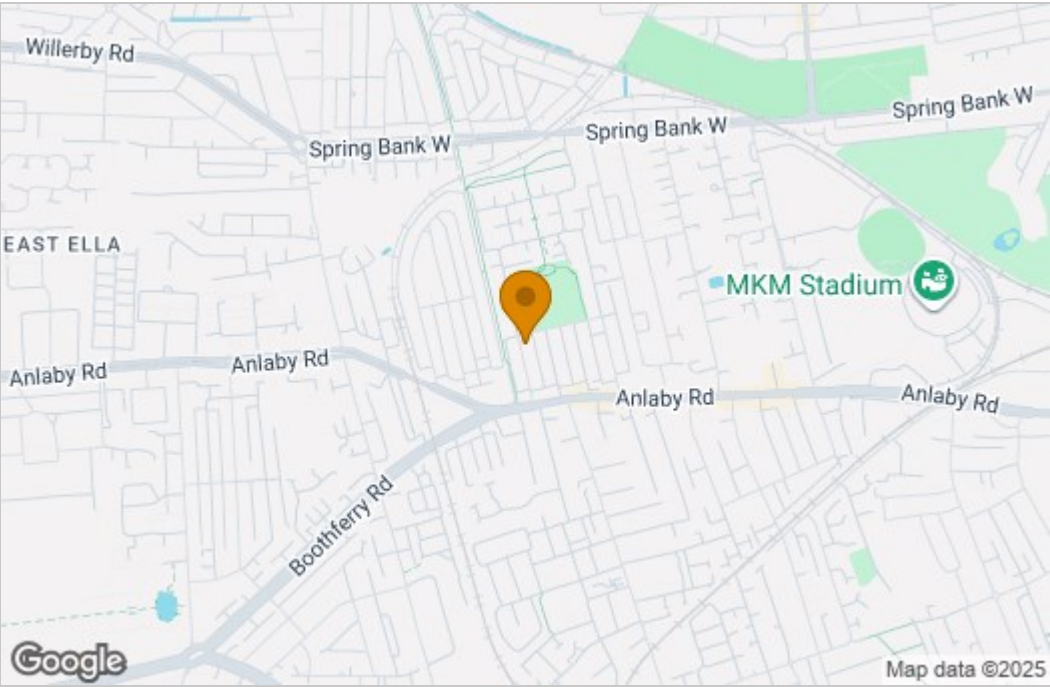 Willerby Rd
Spring Bank W
Spring Bank W
Spring Bank W
EAST ELLA
MKM Stadium
Anlaby Rd
Anlaby Rd
Anlaby Rd
Anlaby Rd
Boothferry Rd
Google
Map data ©2025